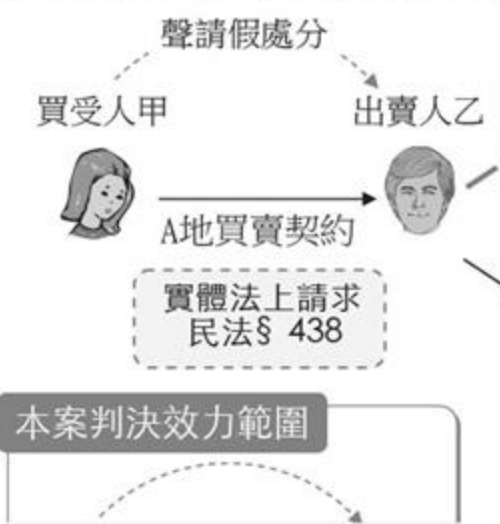 聲請假處分
買受人甲
出賣人乙
A地買賣契約
實體法上請求
民法§ 438
本案判決效力範圍